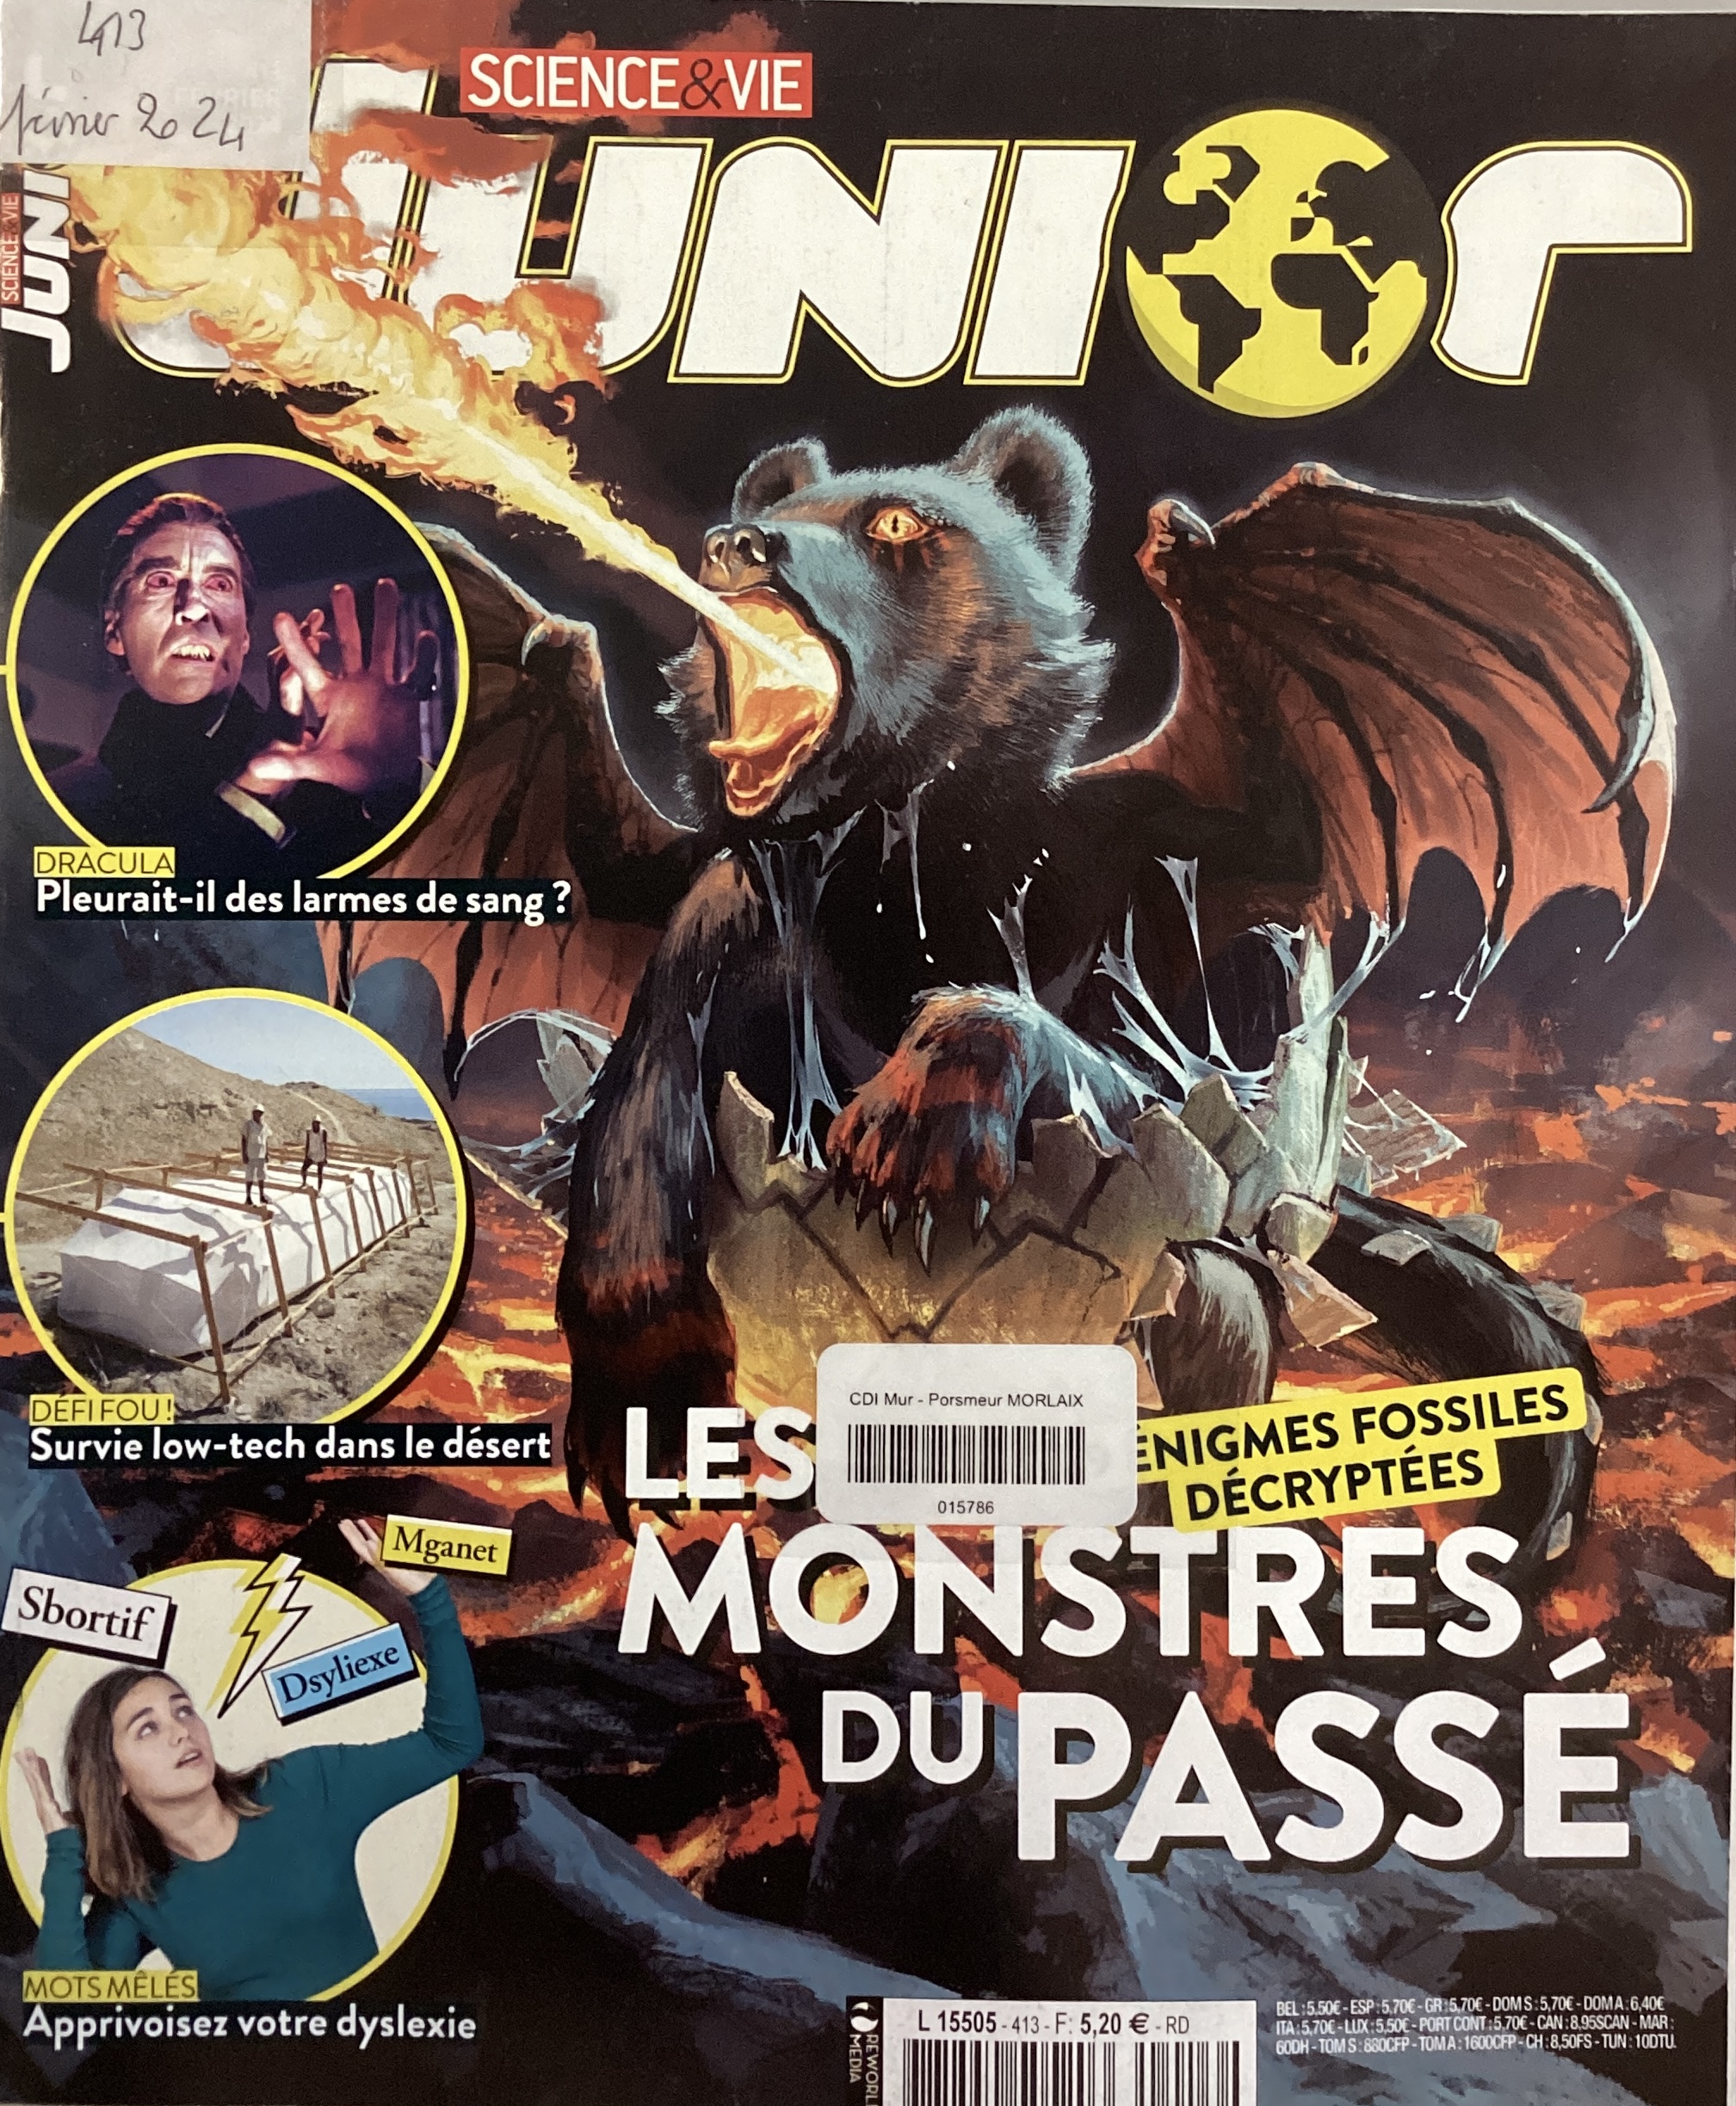 413
février 2024
SCIENCE&VIE
JUNIOR
SCIENCE&VIE
JUNI
DRACULA
Pleurait-il des larmes de sang ?
DÉFI FOU !
Survie low-tech dans le désert
CDI Mur - Porsmeur MORLAIX
015786
LES
ÉNIGMES FOSSILES
DÉCRYPTÉES
MONSTRES
DU PASSÉ
Mganet
Sbortif
Dsyliexe
MOTS MÊLÉS
Apprivoisez votre dyslexie
REWORL
MEDIA
L 15505 - 413 - F: 5,20 € - RD
BEL : 5,50€ - ESP : 5,70€ - GR : 5,70€ - DOM S : 5,70€ - DOM A : 6,40€
ITA : 5,70€ - LUX : 5,50€ - PORT CONT : 5,70€ - CAN : 8,95$CAN - MAR :
60DH - TOM S : 880CFP - TOM A : 1600CFP - CH : 8,50FS - TUN : 10DTU.